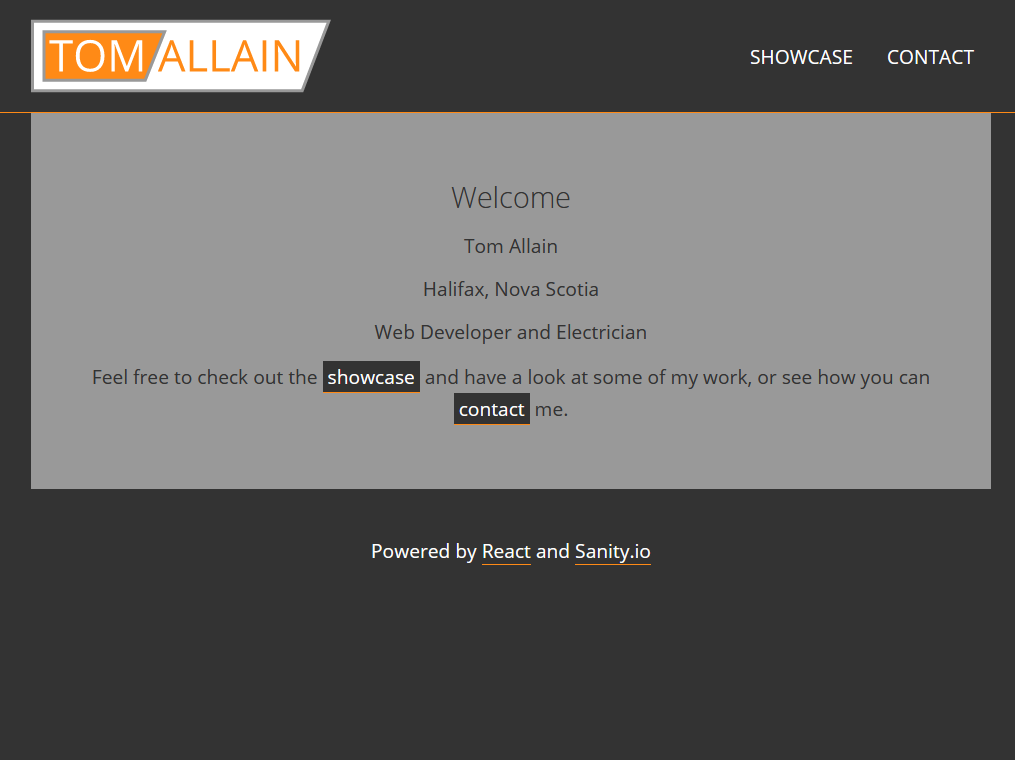 TOM ALLAIN
SHOWCASE CONTACT
Welcome
Tom Allain
Halifax, Nova Scotia
Web Developer and Electrician
Feel free to check out the showcase and have a look at some of my work, or see how you can
contact me.
Powered by React and Sanity.io